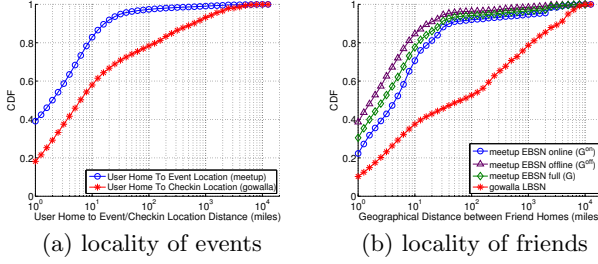 1
0.8
0.6
0.4
0.2
0
CDF
10^0
10^1
10^2
10^3
10^4
User Home To Event Location (meetup)
User Home To Checkin Location (gowalla)
User Home to Event/Checkin Location Distance (miles)
(a) locality of events
1
0.8
0.6
0.4
0.2
0
CDF
10^0
10^1
10^2
10^3
10^4
meetup EBSN online (G^on)
meetup EBSN offline (G^off)
meetup EBSN full (G)
gowalla LBSN
Geographical Distance between Friend Homes (miles)
(b) locality of friends